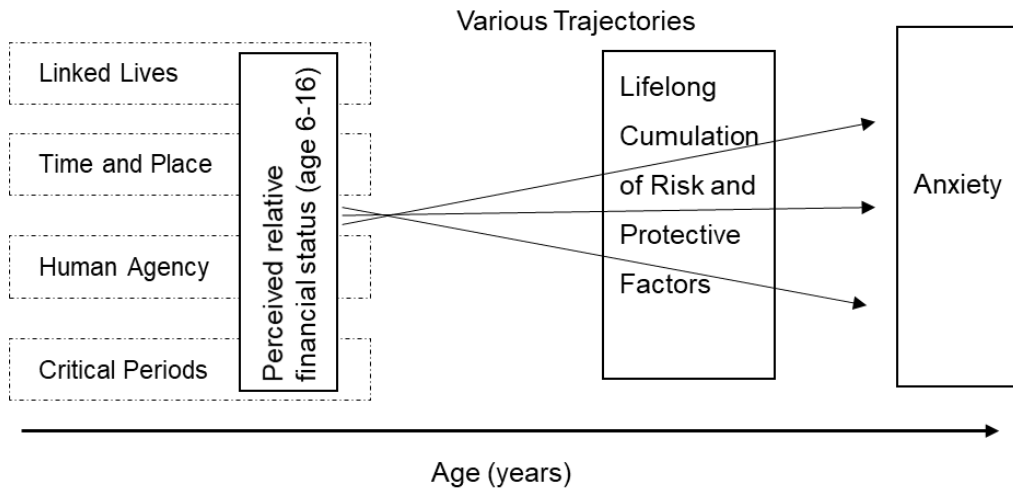 Various Trajectories
Linked Lives
Time and Place
Human Agency
Critical Periods
Perceived relative
financial status (age 6-16)
Lifelong
Cumulation
of Risk and
Protective
Factors
Anxiety
Age (years)